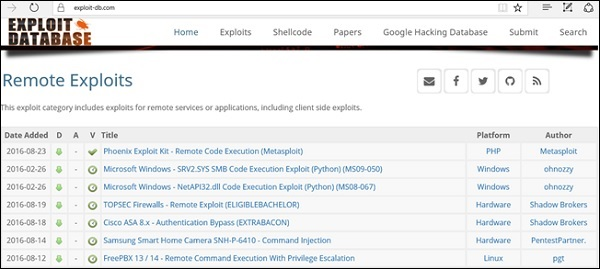 exploit-db.com
EXPLOIT
DATABASE
Home Exploits Shellcode Papers Google Hacking Database Submit Search
Remote Exploits
This exploit category includes exploits for remote services or applications, including client side exploits.
Date Added D A V Title Platform Author
2016-08-23 - Phoenix Exploit Kit - Remote Code Execution (Metasploit) PHP Metasploit
2016-02-26 - Microsoft Windows - SRV2.SYS SMB Code Execution Exploit (Python) (MS09-050) Windows ohnozzy
2016-02-26 - Microsoft Windows - NetAPI32.dll Code Execution Exploit (Python) (MS08-067) Windows ohnozzy
2016-08-19 - TOPSEC Firewalls - Remote Exploit (ELIGIBLEBACHELOR) Hardware Shadow Brokers
2016-08-18 - Cisco ASA 8.x - Authentication Bypass (EXTRABACON) Hardware Shadow Brokers
2016-08-14 - Samsung Smart Home Camera SNH-P-6410 - Command Injection Hardware PentestPartner.
2016-08-12 - FreePBX 13 / 14 - Remote Command Execution With Privilege Escalation Linux pgt